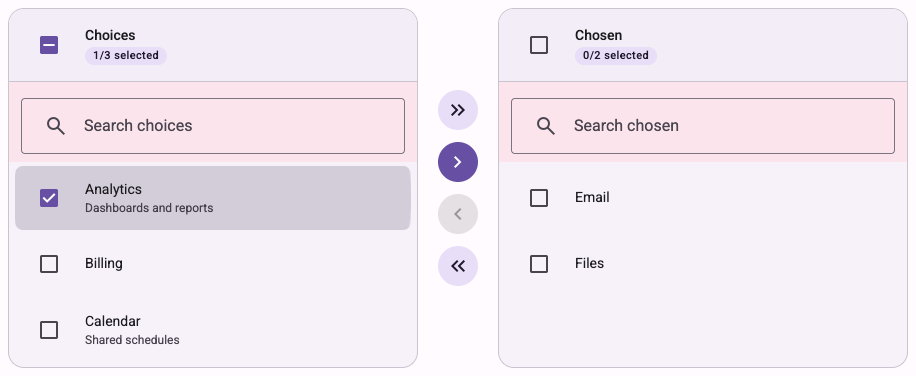 Choices
1/3 selected
Search choices
Analytics
Dashboards and reports
Billing
Calendar
Shared schedules
Chosen
0/2 selected
Search chosen
Email
Files